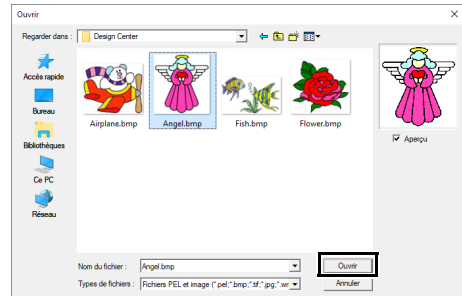 Ouvrir
Regarder dans : Design Center
Accès rapide
Bureau
Bibliothèques
Ce PC
Réseau
Airplane.bmp Angel.bmp Fish.bmp Flower.bmp
Aperçu
Nom du fichier : Angel.bmp Ouvrir
Types de fichiers : Fichiers PEL et image (*.pel;*.bmp;*.tif;*.jpg;*.wr Annuler